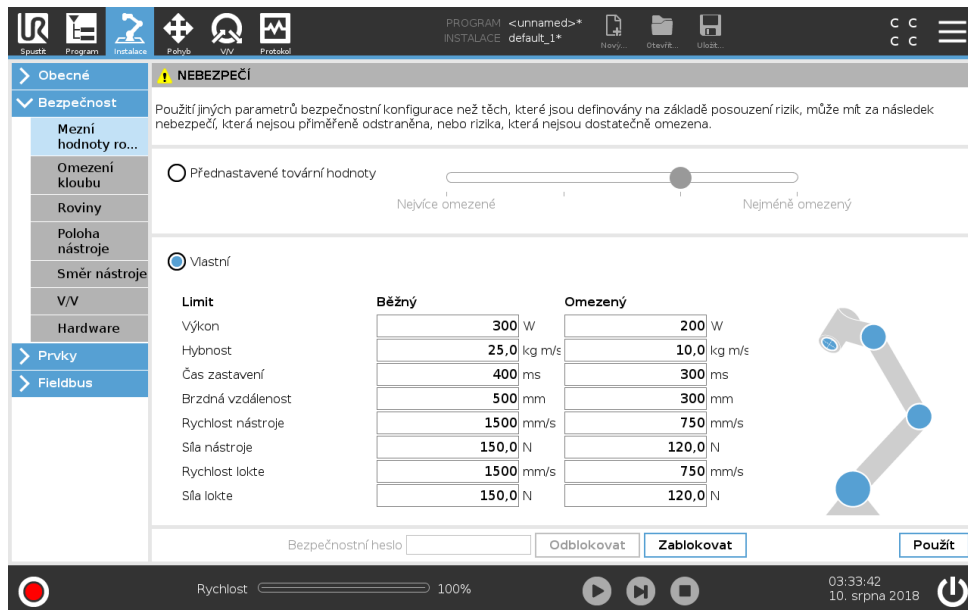 PROGRAM <unnamed>*
INSTALACE default_1*
UR
Spustit Program Instalace Pohyb V/V Protokol Nový... Otevřít... Uložit...
C C
C C
Obecné
Bezpečnost
Mezní
hodnoty ro...
Omezení
kloubu
Roviny
Poloha
nástroje
Směr nástroje
V/V
Hardware
Prvky
Fieldbus
NEBEZPEČÍ
Použití jiných parametrů bezpečnostní konfigurace než těch, které jsou definovány na základě posouzení rizik, může mít za následek
nebezpečí, která nejsou přiměřeně odstraněna, nebo rizika, která nejsou dostatečně omezena.
Přednastavené tovární hodnoty
Nejvíce omezené Nejméně omezený
Vlastní
Limit Běžný Omezený
Výkon 300 W 200 W
Hybnost 25,0 kg m/s 10,0 kg m/s
Čas zastavení 400 ms 300 ms
Brzdná vzdálenost 500 mm 300 mm
Rychlost nástroje 1500 mm/s 750 mm/s
Síla nástroje 150,0 N 120,0 N
Rychlost lokte 1500 mm/s 750 mm/s
Síla lokte 150,0 N 120,0 N
Bezpečnostní heslo Odblokovat Zablokovat Použít
Rychlost 100%
03:33:42
10. srpna 2018